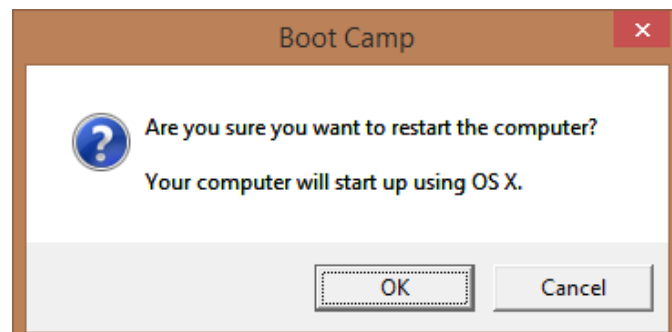 Boot Camp
Are you sure you want to restart the computer?
Your computer will start up using OS X.
OK
Cancel